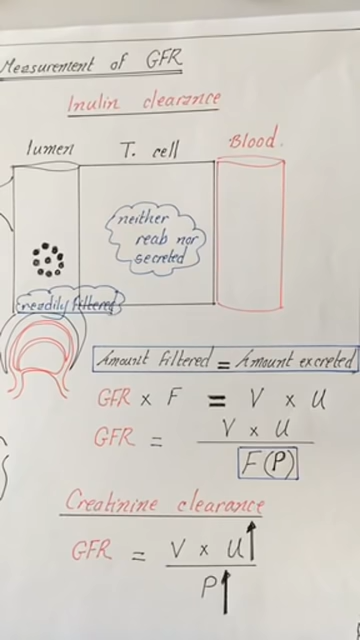 Measurement of GFR
Inulin clearance
lumen T. cell Blood
neither
reab nor
secreted
readily filtered
Amount filtered = Amount excreted
GFR x F = V x U
GFR = V x U
F(P)
Creatinine clearance
GFR = V x U↑
P↑